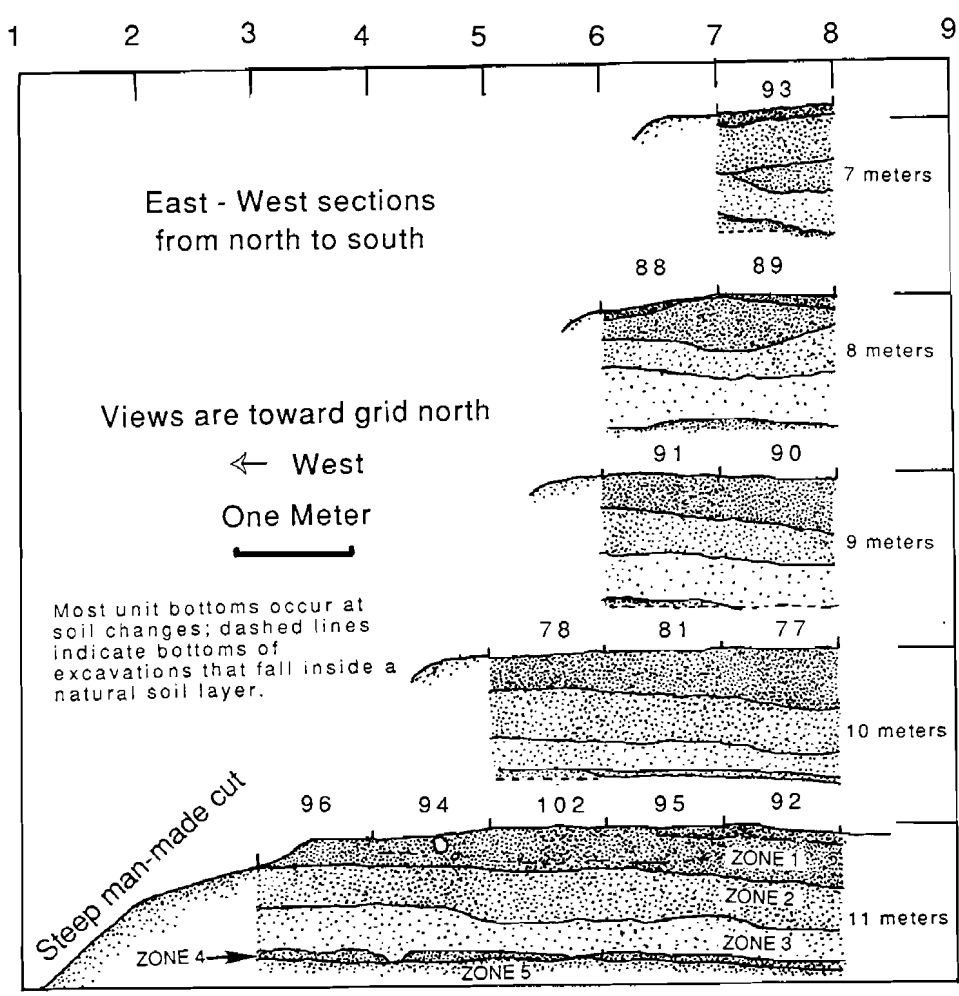 1 2 3 4 5 6 7 8 9
93
7 meters
East - West sections
from north to south
88 89
8 meters
Views are toward grid north
West
One Meter
91 90
9 meters
Most unit bottoms occur at
soil changes; dashed lines
indicate bottoms of
excavations that fall inside a
natural soil layer.
78 81 77
10 meters
Steep man-made cut
96 94 102 95 92
ZONE 1
ZONE 2
11 meters
ZONE 3
ZONE 4
ZONE 5